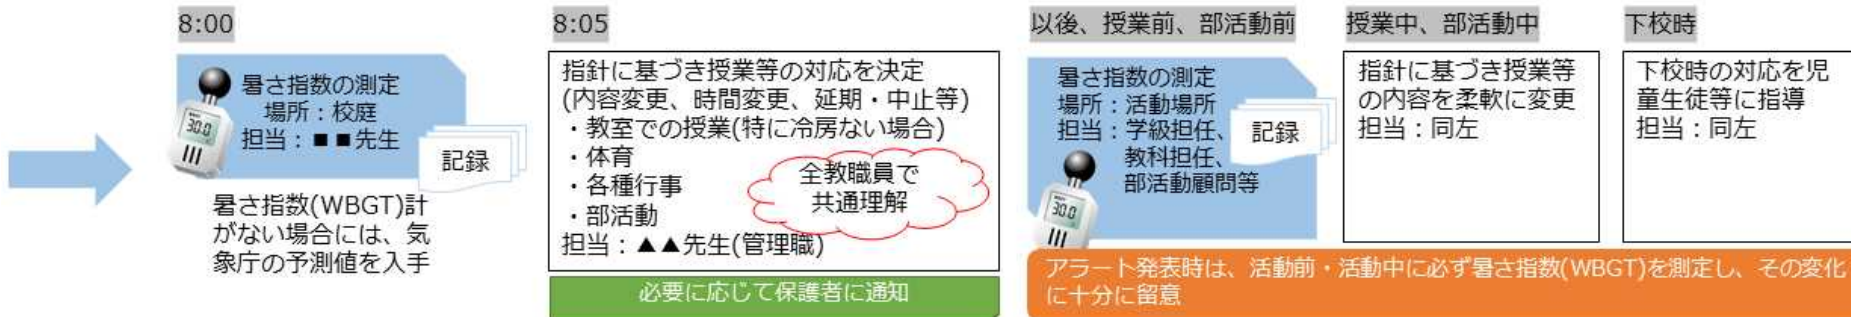 8:00
暑さ指数の測定
場所：校庭
担当：■■先生
30.0
記録
暑さ指数(WBGT)計
がない場合には、気
象庁の予測値を入手
8:05
指針に基づき授業等の対応を決定
(内容変更、時間変更、延期・中止等)
・教室での授業(特に冷房ない場合)
・体育
・各種行事
・部活動
担当：▲▲先生(管理職)
全教職員で
共通理解
必要に応じて保護者に通知
以後、授業前、部活動前
暑さ指数の測定
場所：活動場所
担当：学級担任、
教科担任、
部活動顧問等
30.0
記録
授業中、部活動中
指針に基づき授業等
の内容を柔軟に変更
担当：同左
下校時
下校時の対応を児
童生徒等に指導
担当：同左
アラート発表時は、活動前・活動中に必ず暑さ指数(WBGT)を測定し、その変化
に十分に留意